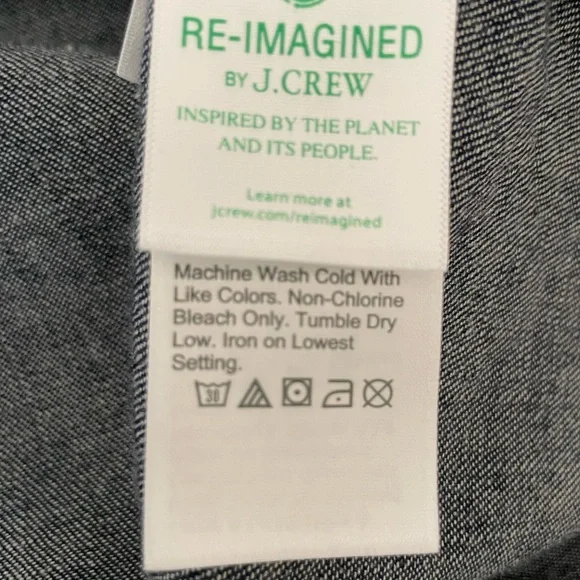 RE-IMAGINED
BY J.CREW
INSPIRED BY THE PLANET
AND ITS PEOPLE.
Learn more at
jcrew.com/reimagined
Machine Wash Cold With
Like Colors. Non-Chlorine
Bleach Only. Tumble Dry
Low. Iron on Lowest
Setting.
30